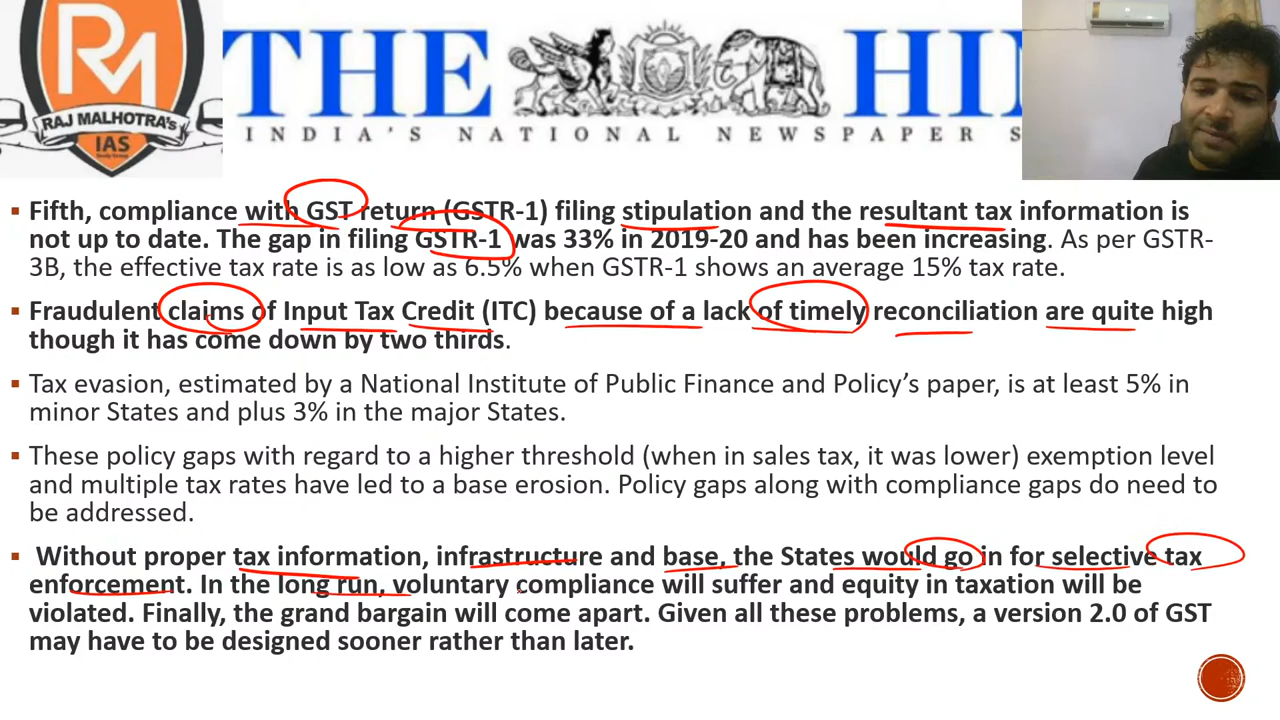 RM
RAJ MALHOTRA'S
IAS
THE HI
INDIA'S NATIONAL NEWSPAPER S
▪ Fifth, compliance with GST return (GSTR-1) filing stipulation and the resultant tax information is
not up to date. The gap in filing GSTR-1 was 33% in 2019-20 and has been increasing. As per GSTR-
3B, the effective tax rate is as low as 6.5% when GSTR-1 shows an average 15% tax rate.
▪ Fraudulent claims of Input Tax Credit (ITC) because of a lack of timely reconciliation are quite high
though it has come down by two thirds.
▪ Tax evasion, estimated by a National Institute of Public Finance and Policy's paper, is at least 5% in
minor States and plus 3% in the major States.
▪ These policy gaps with regard to a higher threshold (when in sales tax, it was lower) exemption level
and multiple tax rates have led to a base erosion. Policy gaps along with compliance gaps do need to
be addressed.
▪ Without proper tax information, infrastructure and base, the States would go in for selective tax
enforcement. In the long run, voluntary compliance will suffer and equity in taxation will be
violated. Finally, the grand bargain will come apart. Given all these problems, a version 2.0 of GST
may have to be designed sooner rather than later.